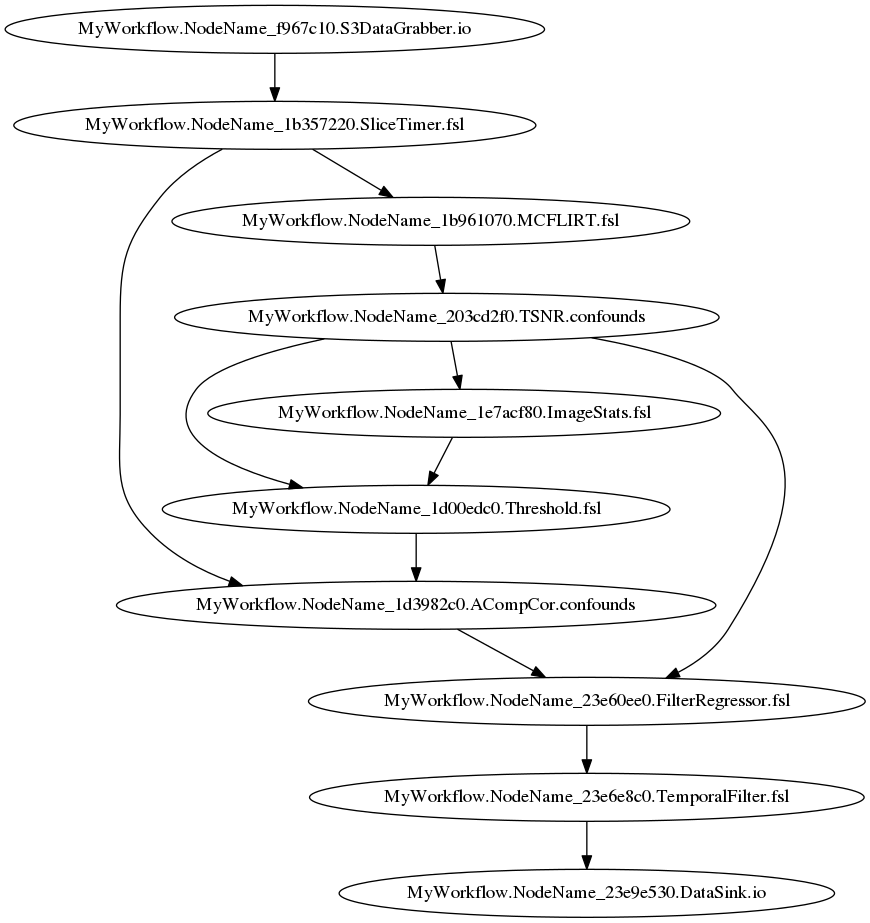 MyWorkflow.NodeName_f967c10.S3DataGrabber.io
MyWorkflow.NodeName_1b357220.SliceTimer.fsl
MyWorkflow.NodeName_1b961070.MCFLIRT.fsl
MyWorkflow.NodeName_203cd2f0.TSNR.confounds
MyWorkflow.NodeName_1e7acf80.ImageStats.fsl
MyWorkflow.NodeName_1d00edc0.Threshold.fsl
MyWorkflow.NodeName_1d3982c0.ACompCor.confounds
MyWorkflow.NodeName_23e60ee0.FilterRegressor.fsl
MyWorkflow.NodeName_23e6e8c0.TemporalFilter.fsl
MyWorkflow.NodeName_23e9e530.DataSink.io